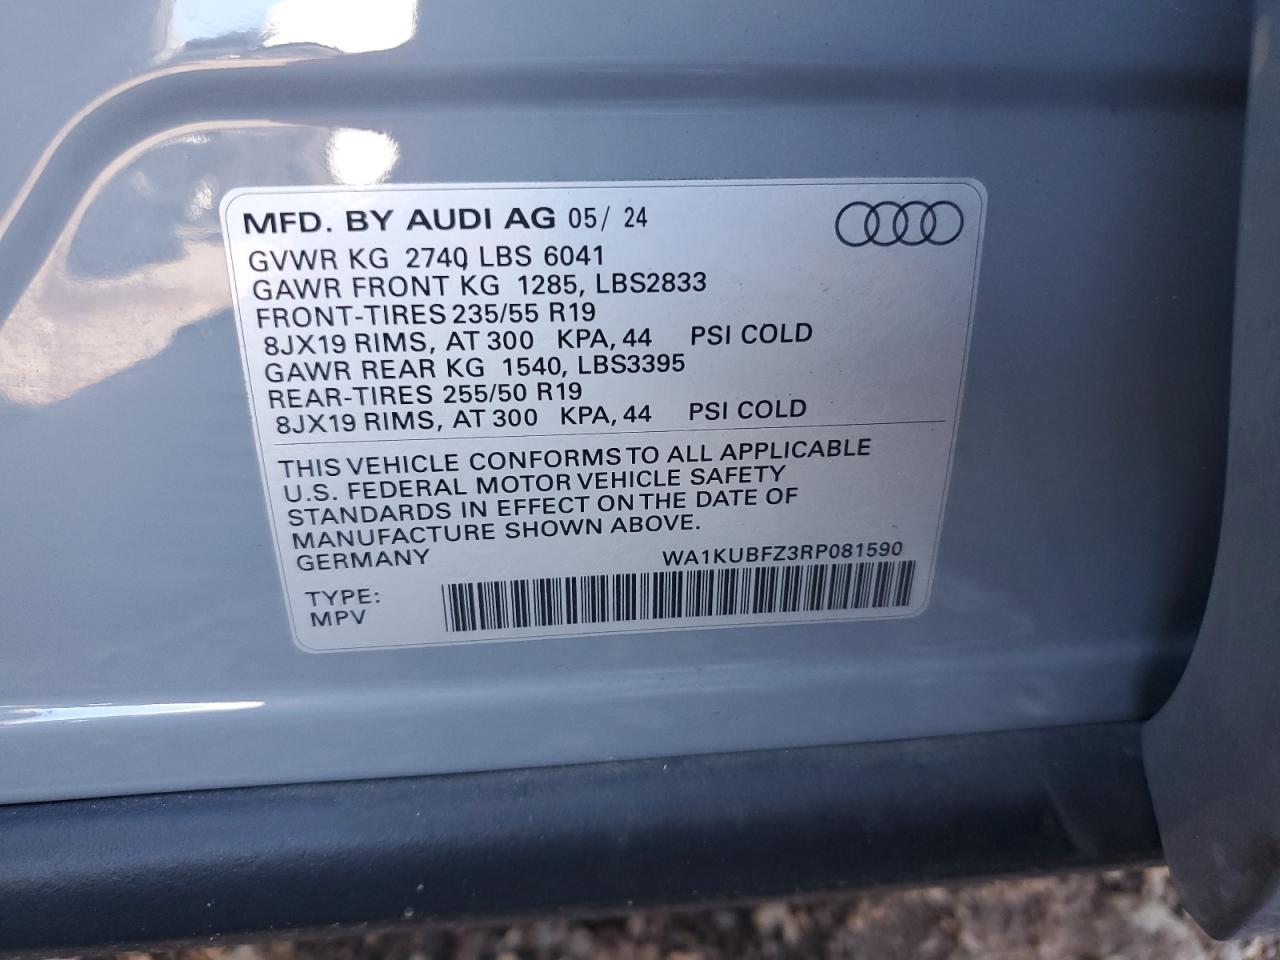 MFD. BY AUDI AG 05/ 24
GVWR KG 2740 LBS 6041
GAWR FRONT KG 1285, LBS2833
FRONT-TIRES 235/55 R19
8JX19 RIMS, AT 300 KPA, 44 PSI COLD
GAWR REAR KG 1540, LBS3395
REAR-TIRES 255/50 R19
8JX19 RIMS, AT 300 KPA, 44 PSI COLD
THIS VEHICLE CONFORMS TO ALL APPLICABLE
U.S. FEDERAL MOTOR VEHICLE SAFETY
STANDARDS IN EFFECT ON THE DATE OF
MANUFACTURE SHOWN ABOVE.
GERMANY WA1KUBFZ3RP081590
TYPE:
MPV